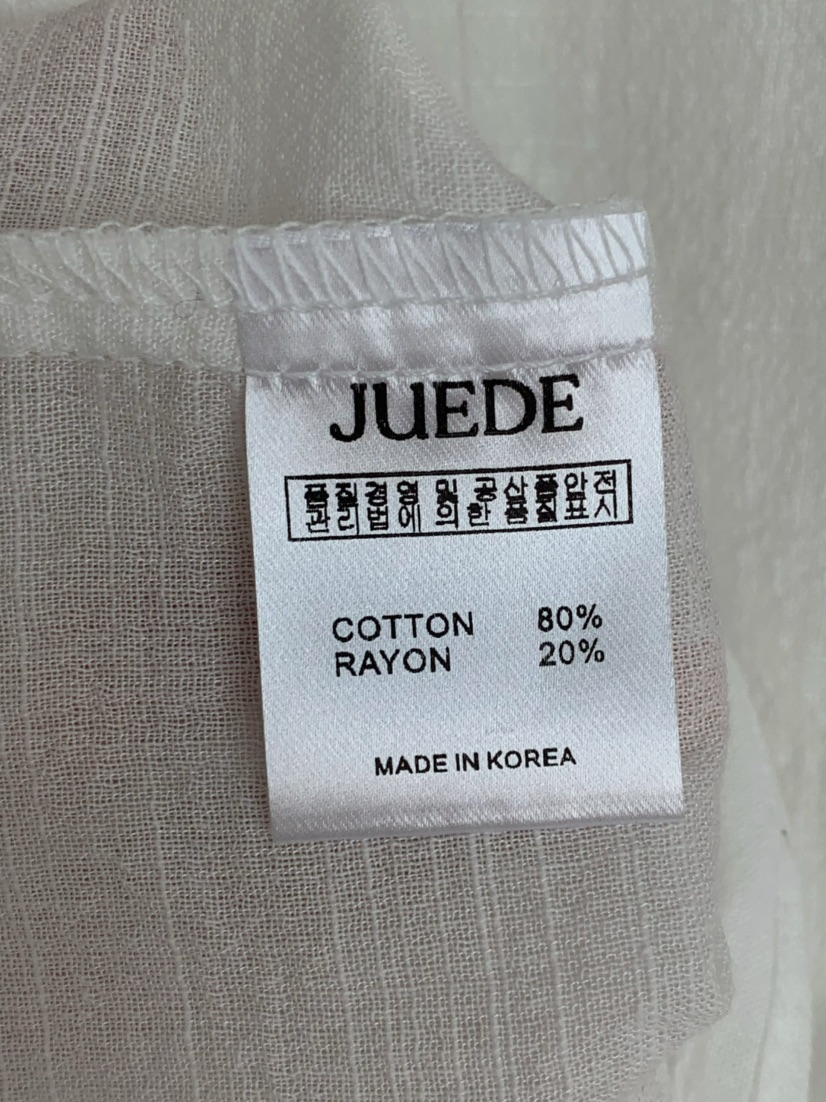 JUEDE
품질경영 및 공산품안전
관리법에 의한 품질표시
COTTON 80%
RAYON 20%
MADE IN KOREA